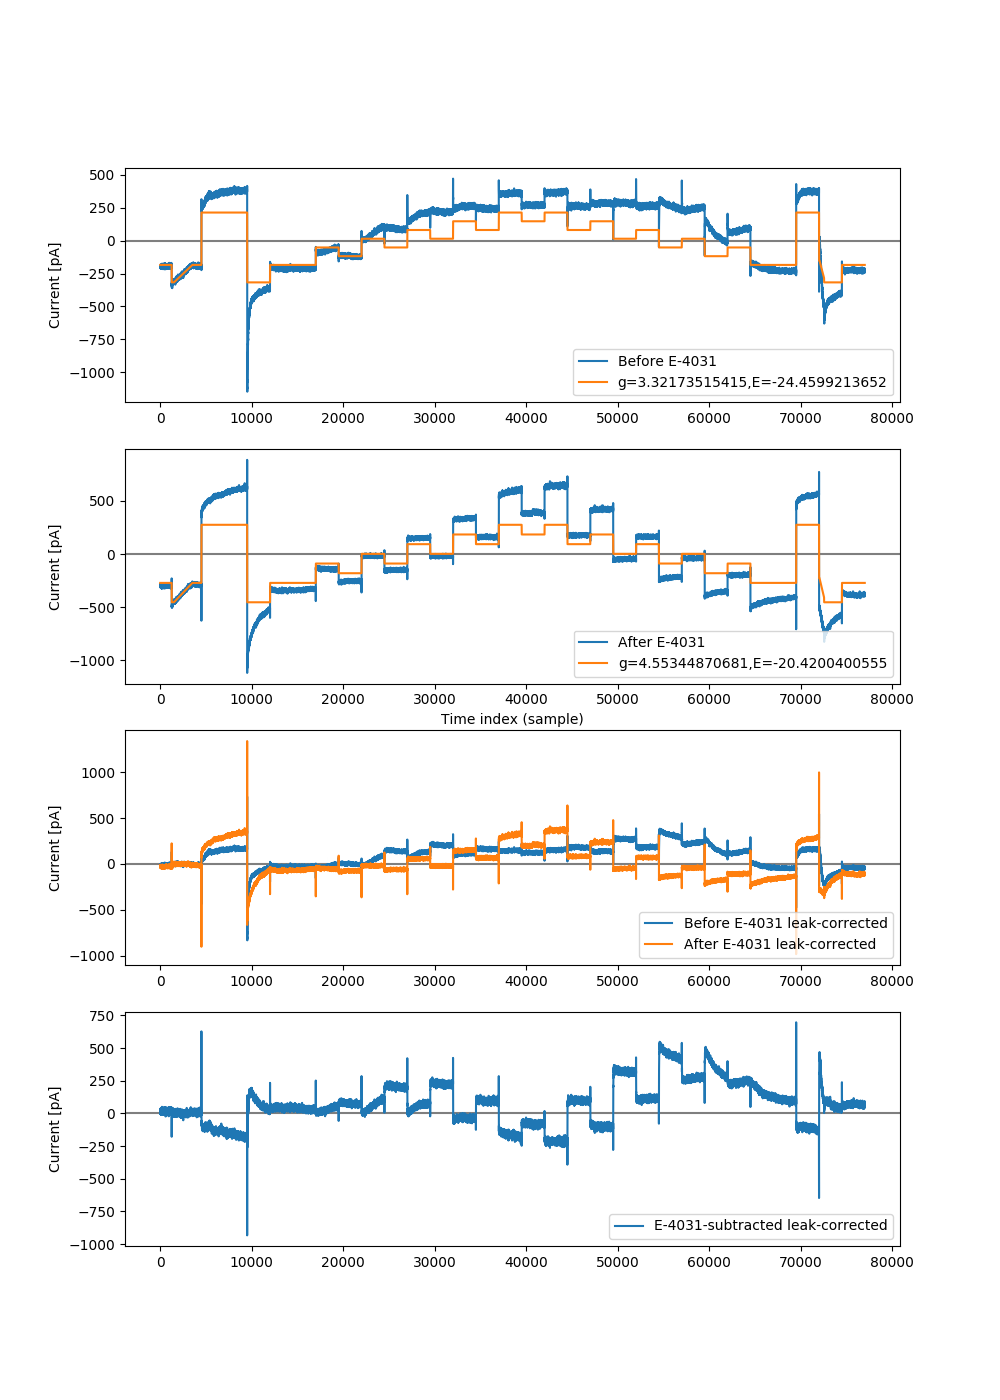 500
250
0
−250
−500
−750
−1000
Current [pA]
Before E-4031
g=3.32173515415,E=-24.4599213652
0 10000 20000 30000 40000 50000 60000 70000 80000
500
0
−500
−1000
Current [pA]
After E-4031
g=4.55344870681,E=-20.4200400555
0 10000 20000 30000 40000 50000 60000 70000 80000
Time index (sample)
1000
500
0
−500
−1000
Current [pA]
Before E-4031 leak-corrected
After E-4031 leak-corrected
0 10000 20000 30000 40000 50000 60000 70000 80000
750
500
250
0
−250
−500
−750
−1000
Current [pA]
E-4031-subtracted leak-corrected
0 10000 20000 30000 40000 50000 60000 70000 80000